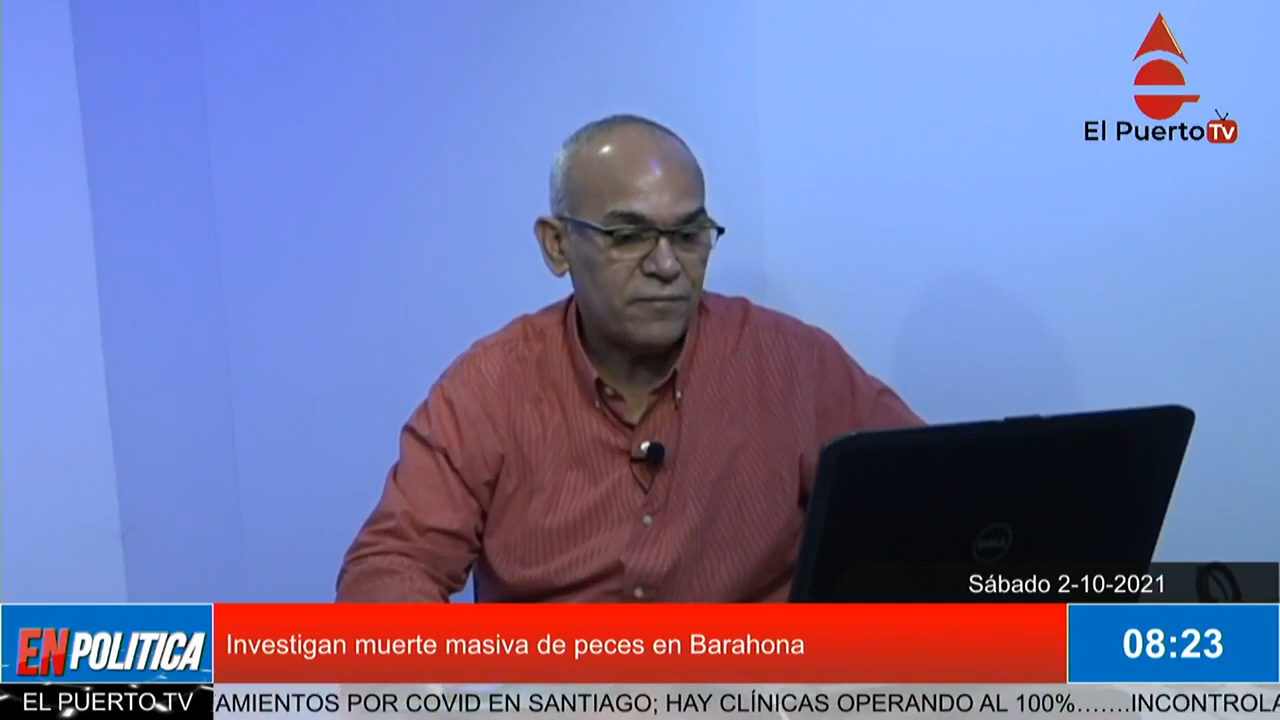 El Puerto Tv
DELL
Sábado 2-10-2021
EN POLITICA
Investigan muerte masiva de peces en Barahona
08:23
EL PUERTO TV
AMIENTOS POR COVID EN SANTIAGO; HAY CLÍNICAS OPERANDO AL 100%.......INCONTROLA